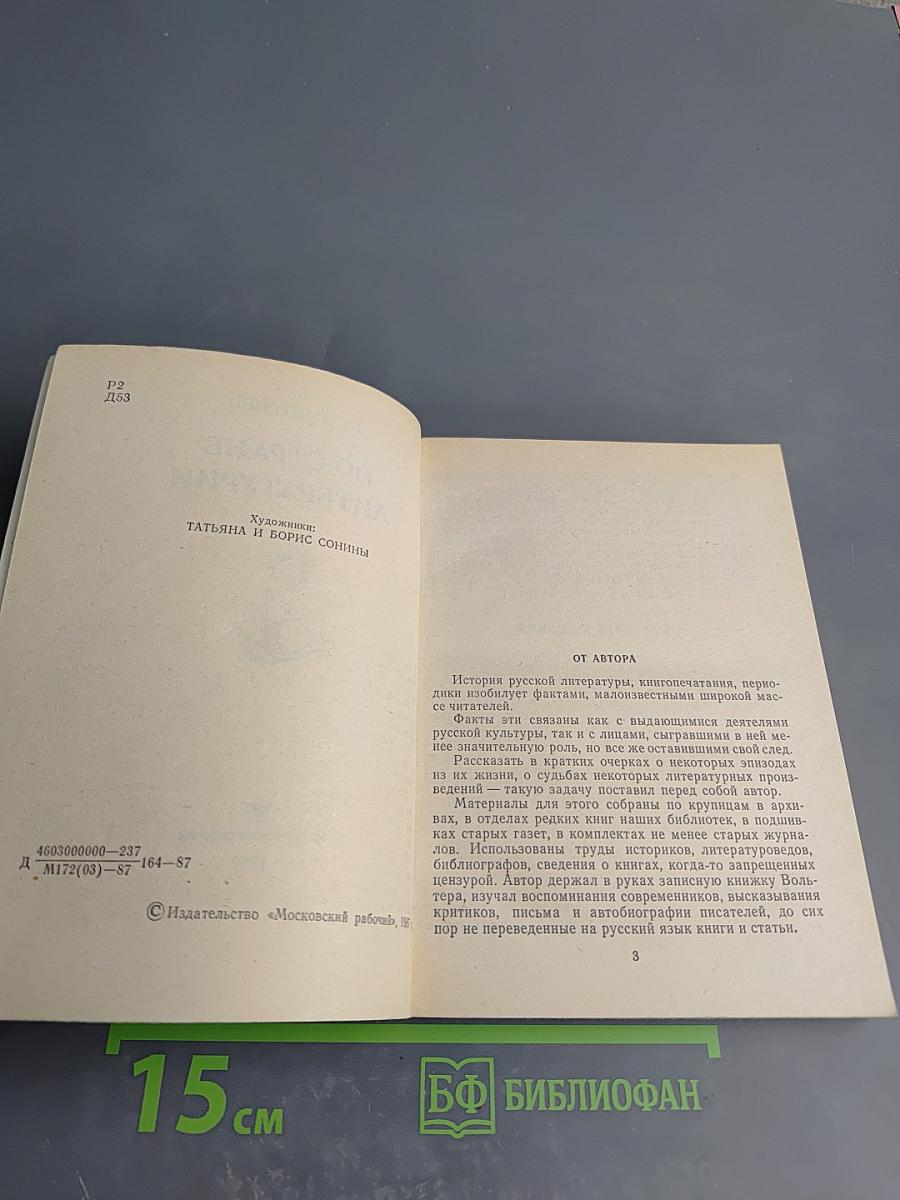 Р2
Д53
Художники:
ТАТЬЯНА И БОРИС СОНИНЫ
Д 4603000000—237
М172(03)—87 164—87
© Издательство «Московский рабочий»,
ОТ АВТОРА
История русской литературы, книгопечатания, перио-
дики изобилует фактами, малоизвестными широкой мас-
се читателей.
Факты эти связаны как с выдающимися деятелями
русской культуры, так и с лицами, сыгравшими в ней ме-
нее значительную роль, но все же оставившими свой след.
Рассказать в кратких очерках о некоторых эпизодах
из их жизни, о судьбах некоторых литературных произ-
ведений — такую задачу поставил перед собой автор.
Материалы для этого собраны по крупицам в архи-
вах, в отделах редких книг наших библиотек, в подшив-
ках старых газет, в комплектах не менее старых журна-
лов. Использованы труды историков, литературоведов,
библиографов, сведения о книгах, когда-то запрещенных
цензурой. Автор держал в руках записную книжку Воль-
тера, изучал воспоминания современников, высказывания
критиков, письма и автобиографии писателей, до сих
пор не переведенные на русский язык книги и статьи.
3
15 см
БФ БИБЛИОФАН